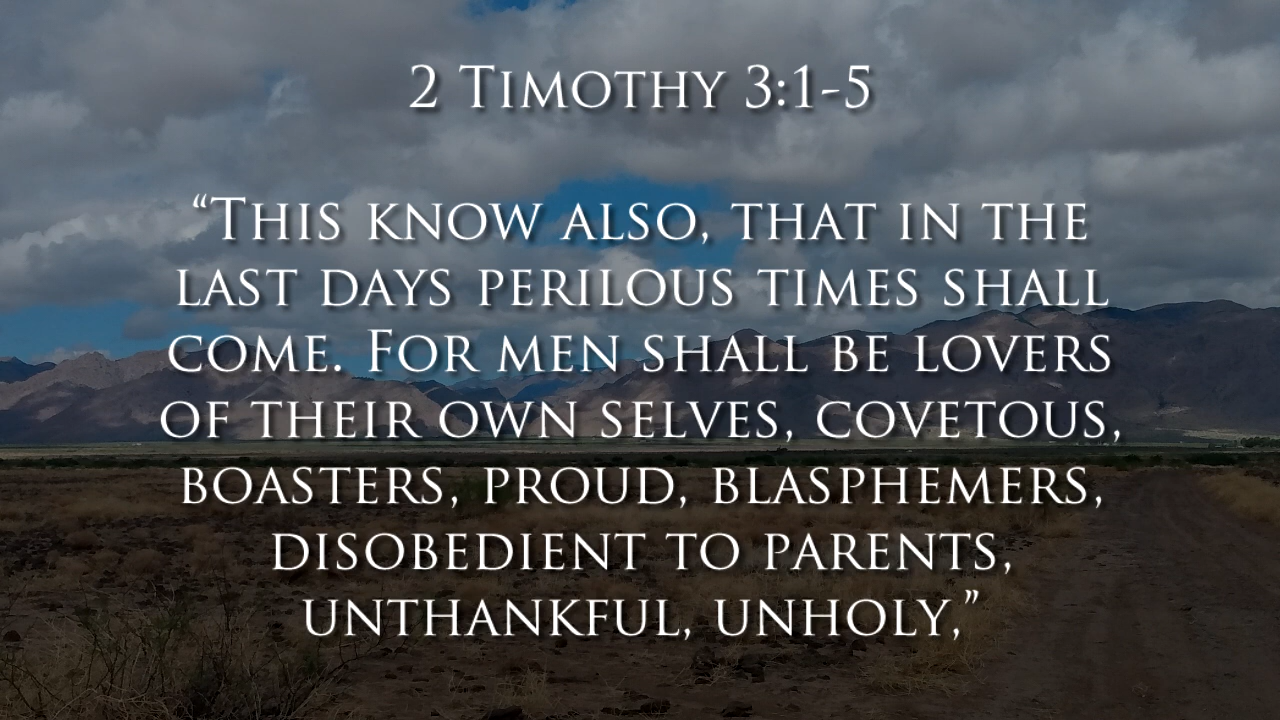 2 Timothy 3:1-5
“This know also, that in the
last days perilous times shall
come. For men shall be lovers
of their own selves, covetous,
boasters, proud, blasphemers,
disobedient to parents,
unthankful, unholy,”